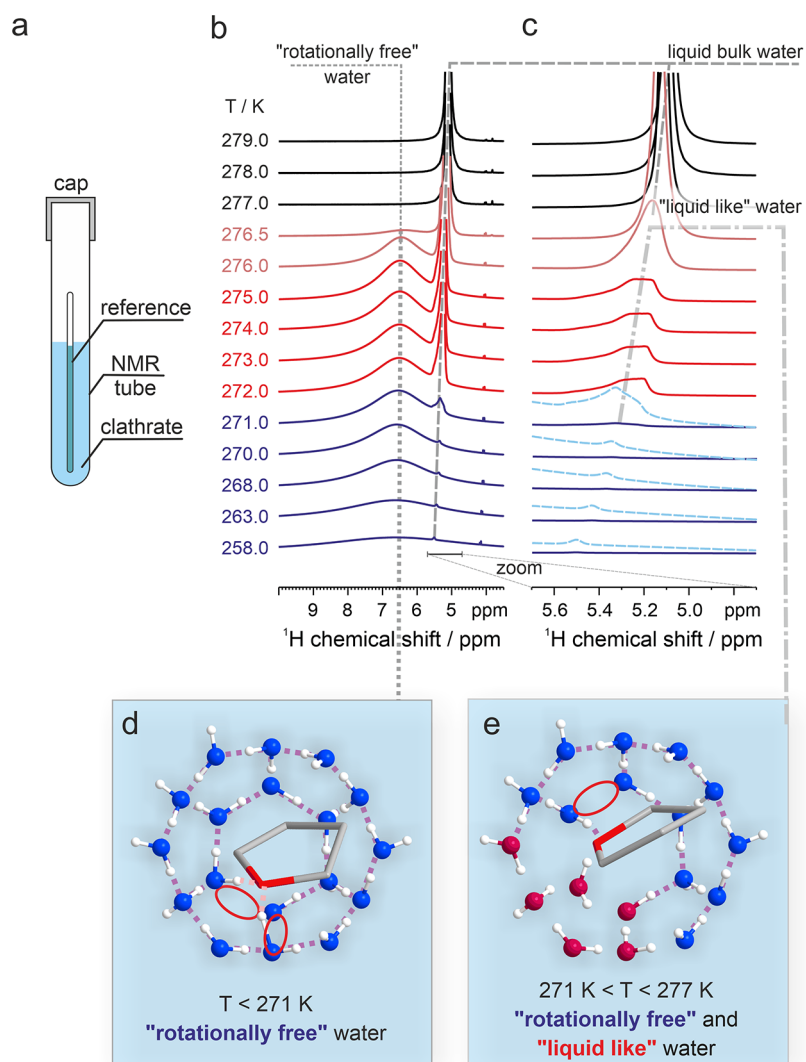 a
b
c
"rotationally free"
water
liquid bulk water
T / K
279.0
278.0
277.0
276.5
276.0
275.0
274.0
273.0
272.0
271.0
270.0
268.0
263.0
258.0
cap
reference
NMR
tube
clathrate
"liquid like" water
zoom
9 8 7 6 5 ppm
5.6 5.4 5.2 5.0 ppm
¹H chemical shift / ppm
¹H chemical shift / ppm
d
T < 271 K
"rotationally free" water
e
271 K < T < 277 K
"rotationally free" and
"liquid like" water